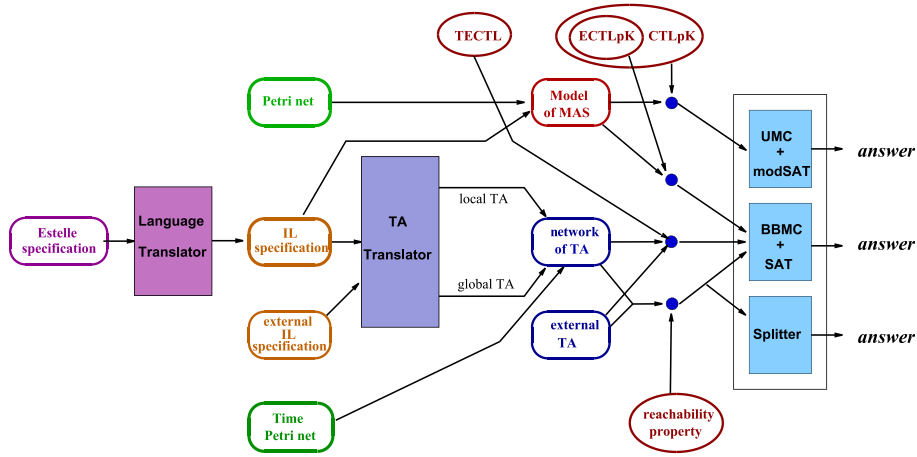 TECTL
ECTLpK
CTLpK
Petri net
Model
of MAS
UMC
+
modSAT
answer
Language
Translator
TA
Translator
local TA
Estelle
specification
IL
specification
network
of TA
BBMC
+
SAT
answer
global TA
external
IL
specification
external
TA
Splitter
answer
Time
Petri net
reachability
property